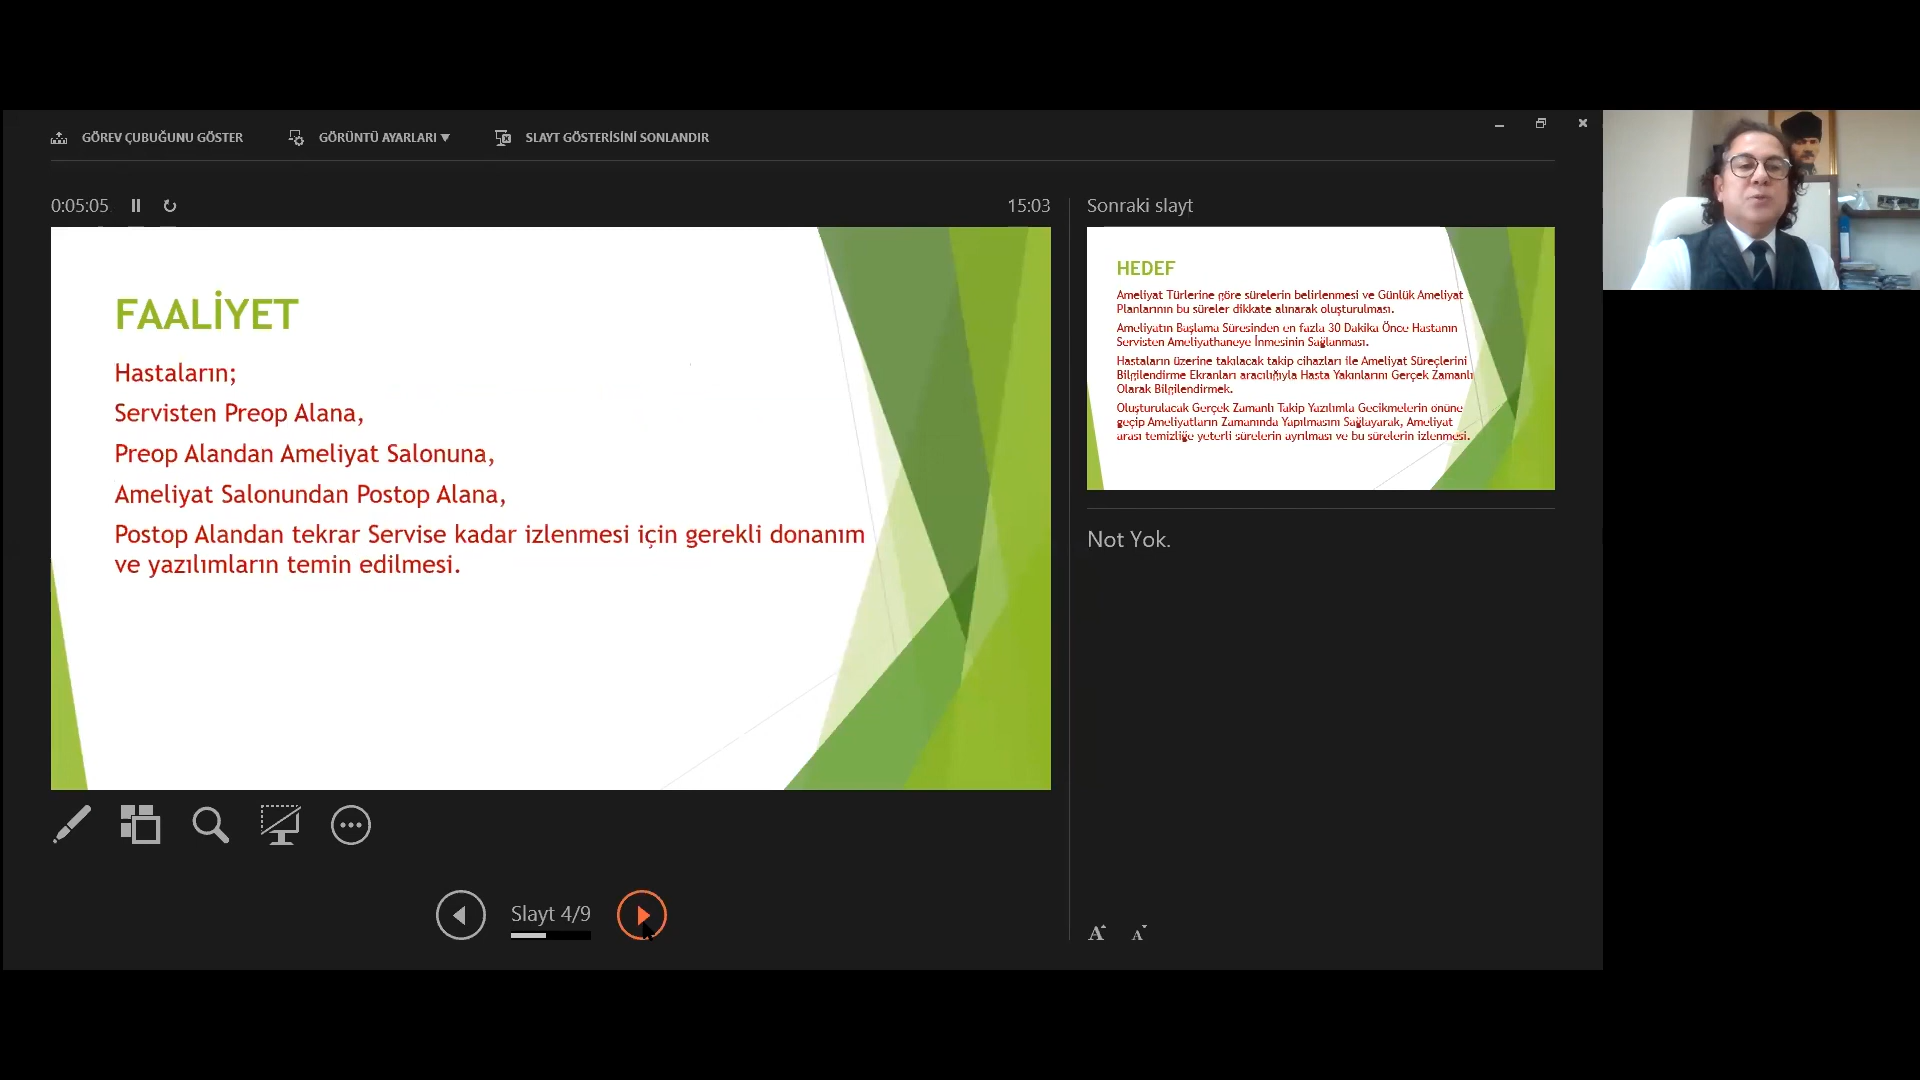 GÖREV ÇUBUĞUNU GÖSTER
GÖRÜNTÜ AYARLARI
SLAYT GÖSTERİSİNİ SONLANDIR
0:05:05
15:03
FAALİYET
Hastaların;
Servisten Preop Alana,
Preop Alandan Ameliyat Salonuna,
Ameliyat Salonundan Postop Alana,
Postop Alandan tekrar Servise kadar izlenmesi için gerekli donanım
ve yazılımların temin edilmesi.
Slayt 4/9
Sonraki slayt
HEDEF
Ameliyat Türlerine göre sürelerin belirlenmesi ve Günlük Ameliyat
Planlarının bu süreler dikkate alınarak oluşturulması.
Ameliyatın Başlama Süresinden en fazla 30 Dakika Önce Hastanın
Servisten Ameliyathaneye İnmesinin Sağlanması.
Hastaların üzerine takılacak takip cihazları ile Ameliyat Süreçlerini
Bilgilendirme Ekranları aracılığıyla Hasta Yakınlarını Gerçek Zamanlı
Olarak Bilgilendirmek.
Oluşturulacak Gerçek Zamanlı Takip Yazılımla Gecikmelerin önüne
geçip Ameliyatların Zamanında Yapılmasını Sağlayarak, Ameliyat
arası temizliğe yeterli sürelerin ayrılması ve bu sürelerin izlenmesi.
Not Yok.
A A